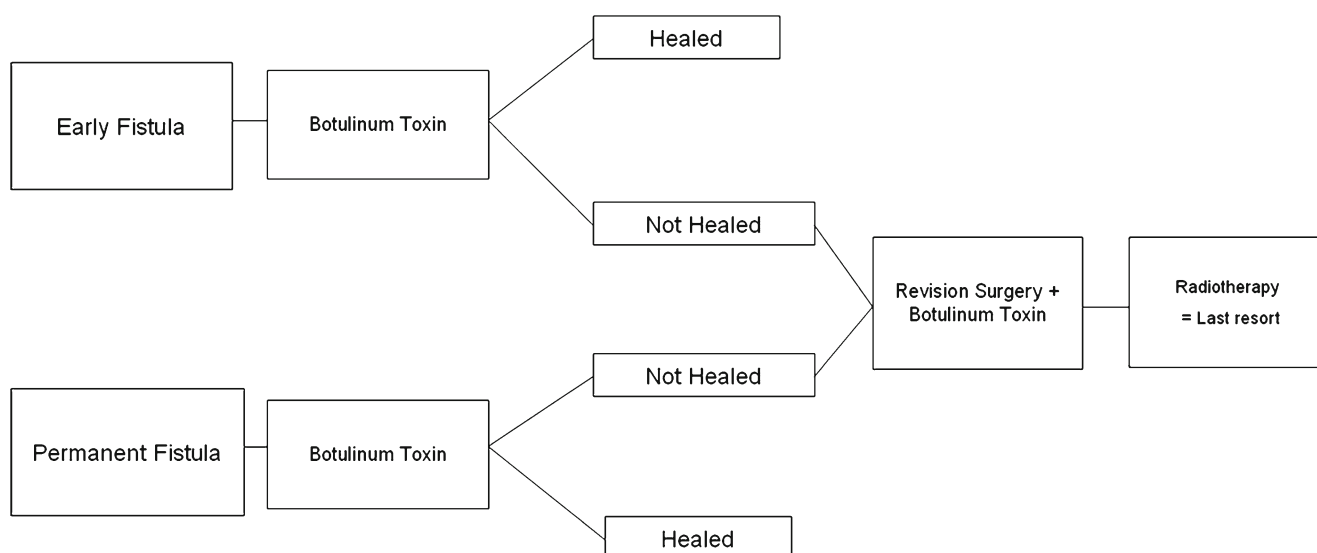 Healed
Early Fistula
Botulinum Toxin
Not Healed
Revision Surgery +
Botulinum Toxin
Radiotherapy
= Last resort
Not Healed
Permanent Fistula
Botulinum Toxin
Healed